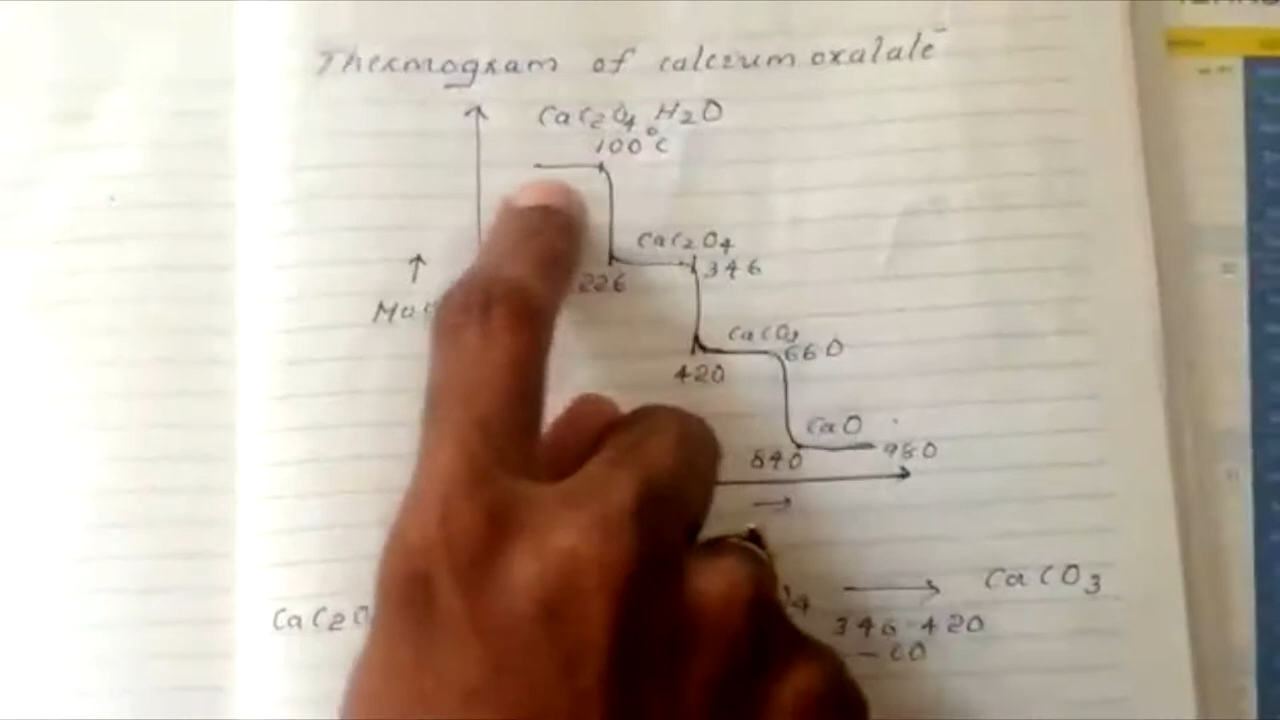 Thermogram of calcium oxalate
CaC2O4 H2O
100°C
CaC2O4
346
226
CaCO3
660
420
CaO
980
840
CaCO3
346-420
-CO